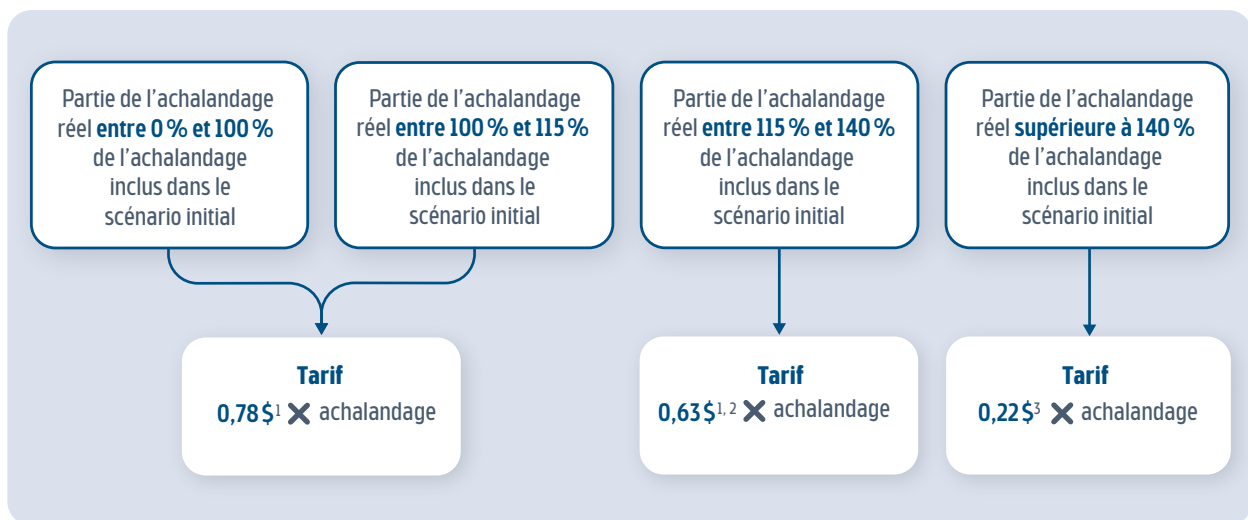 Partie de l'achalandage
réel entre 0 % et 100 %
de l'achalandage
inclus dans le
scénario initial
Partie de l'achalandage
réel entre 100 % et 115 %
de l'achalandage
inclus dans le
scénario initial
Partie de l'achalandage
réel entre 115 % et 140 %
de l'achalandage
inclus dans le
scénario initial
Partie de l'achalandage
réel supérieure à 140 %
de l'achalandage
inclus dans le
scénario initial
Tarif
0,78 $¹ ✕ achalandage
Tarif
0,63 $¹, ² ✕ achalandage
Tarif
0,22 $³ ✕ achalandage